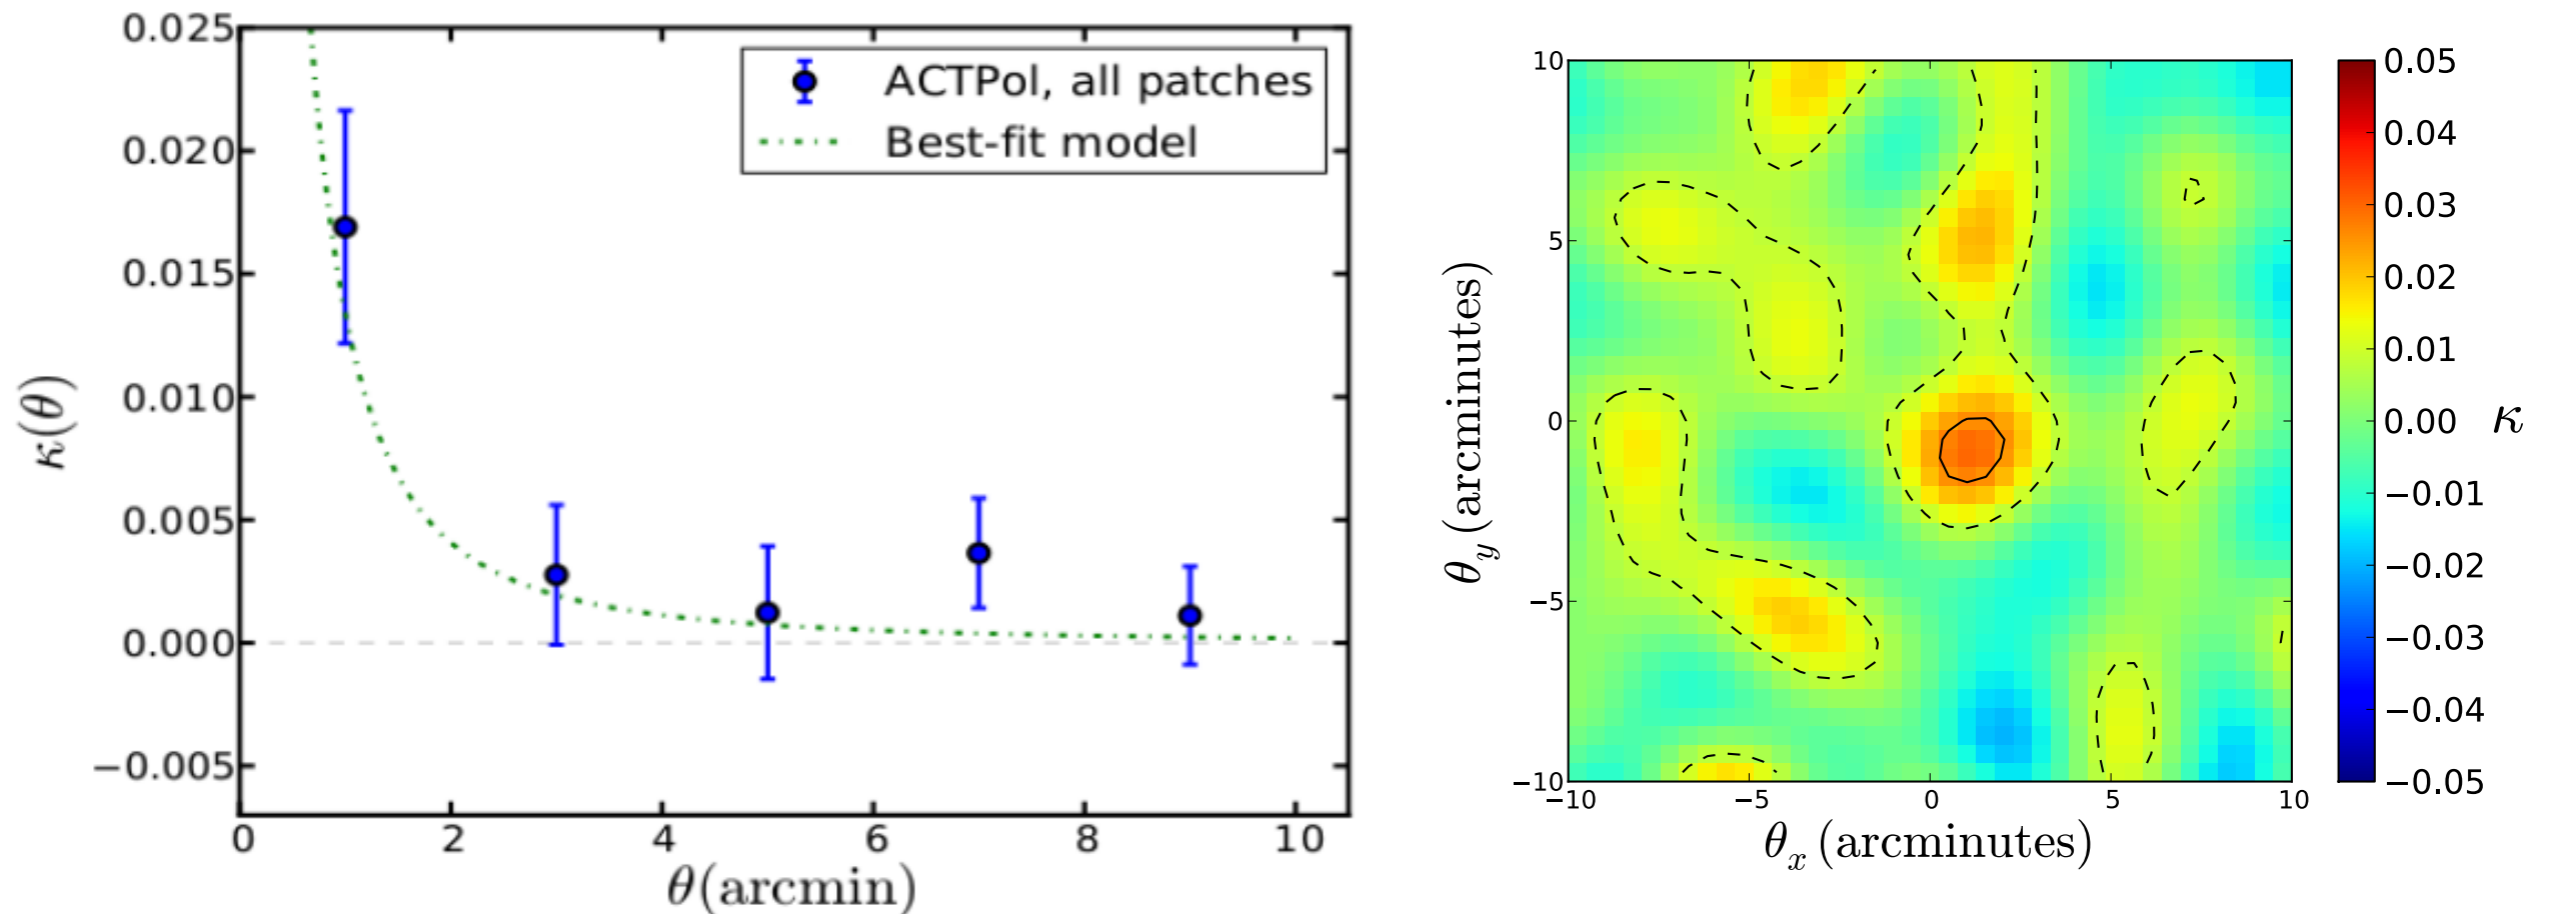 0.025
0.020
0.015
0.010
0.005
0.000
−0.005
κ(θ)
0 2 4 6 8 10
θ(arcmin)
ACTPol, all patches
Best-fit model
10
5
0
−5
−10
θy (arcminutes)
−10 −5 0 5 10
θx (arcminutes)
0.05
0.04
0.03
0.02
0.01
0.00
−0.01
−0.02
−0.03
−0.04
−0.05
κ